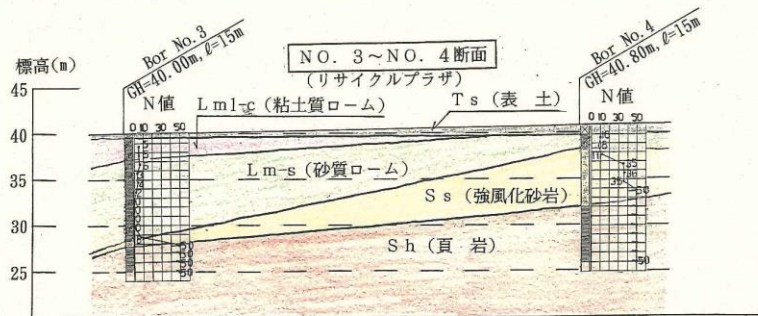 NO. 3～NO. 4断面
(リサイクルプラザ)
標高(m)
45
40
35
30
25
Bor No.3
GH=40.00m, ℓ=15m
N値
0 10 30 50
Lml-c (粘土質ローム)
Ts (表土)
Bor No.4
GH=40.80m, ℓ=15m
N値
0 10 30 50
Lm-s (砂質ローム)
Ss (強風化砂岩)
Sh (頁岩)